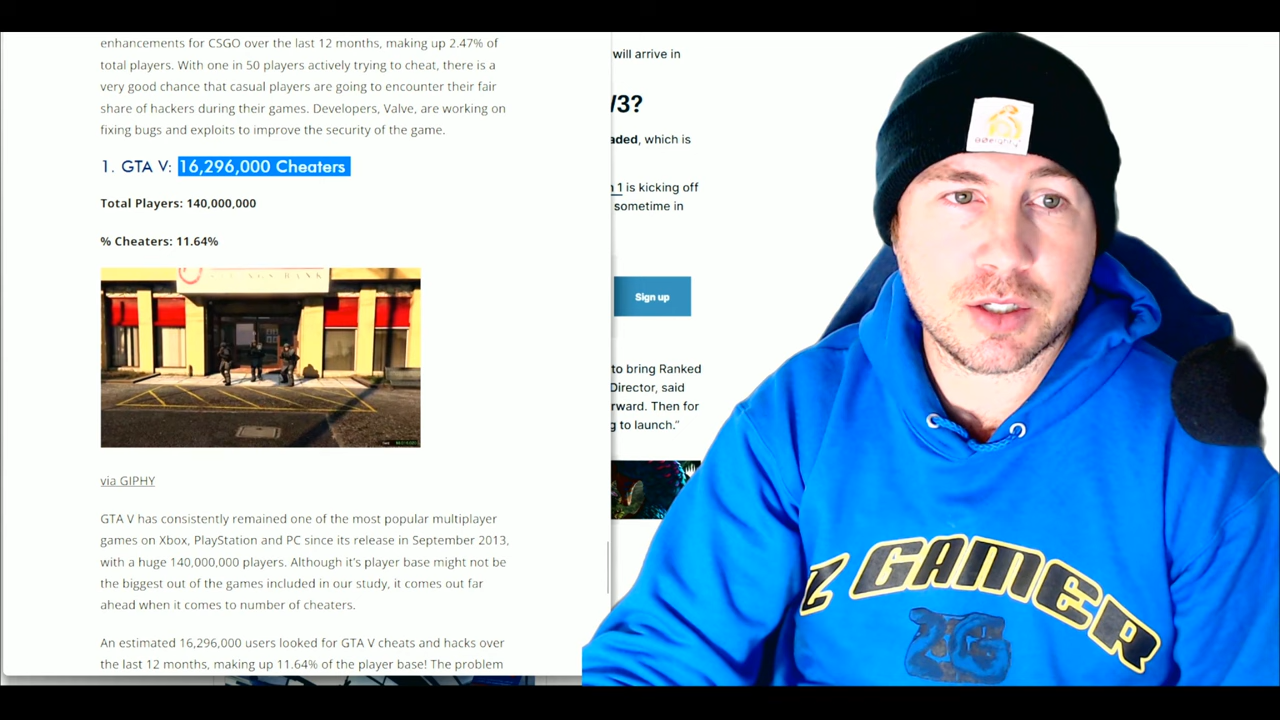 enhancements for CSGO over the last 12 months, making up 2.47% of
total players. With one in 50 players actively trying to cheat, there is a
very good chance that casual players are going to encounter their fair
share of hackers during their games. Developers, Valve, are working on
fixing bugs and exploits to improve the security of the game.
1. GTA V: 16,296,000 Cheaters
Total Players: 140,000,000
% Cheaters: 11.64%
via GIPHY
GTA V has consistently remained one of the most popular multiplayer
games on Xbox, PlayStation and PC since its release in September 2013,
with a huge 140,000,000 players. Although it's player base might not be
the biggest out of the games included in our study, it comes out far
ahead when it comes to number of cheaters.
An estimated 16,296,000 users looked for GTA V cheats and hacks over
the last 12 months, making up 11.64% of the player base! The problem
will arrive in
/3?
aded, which is
1 is kicking off
sometime in
Sign up
to bring Ranked
Director, said
rward. Then for
g to launch."
Z GAMER
ZG